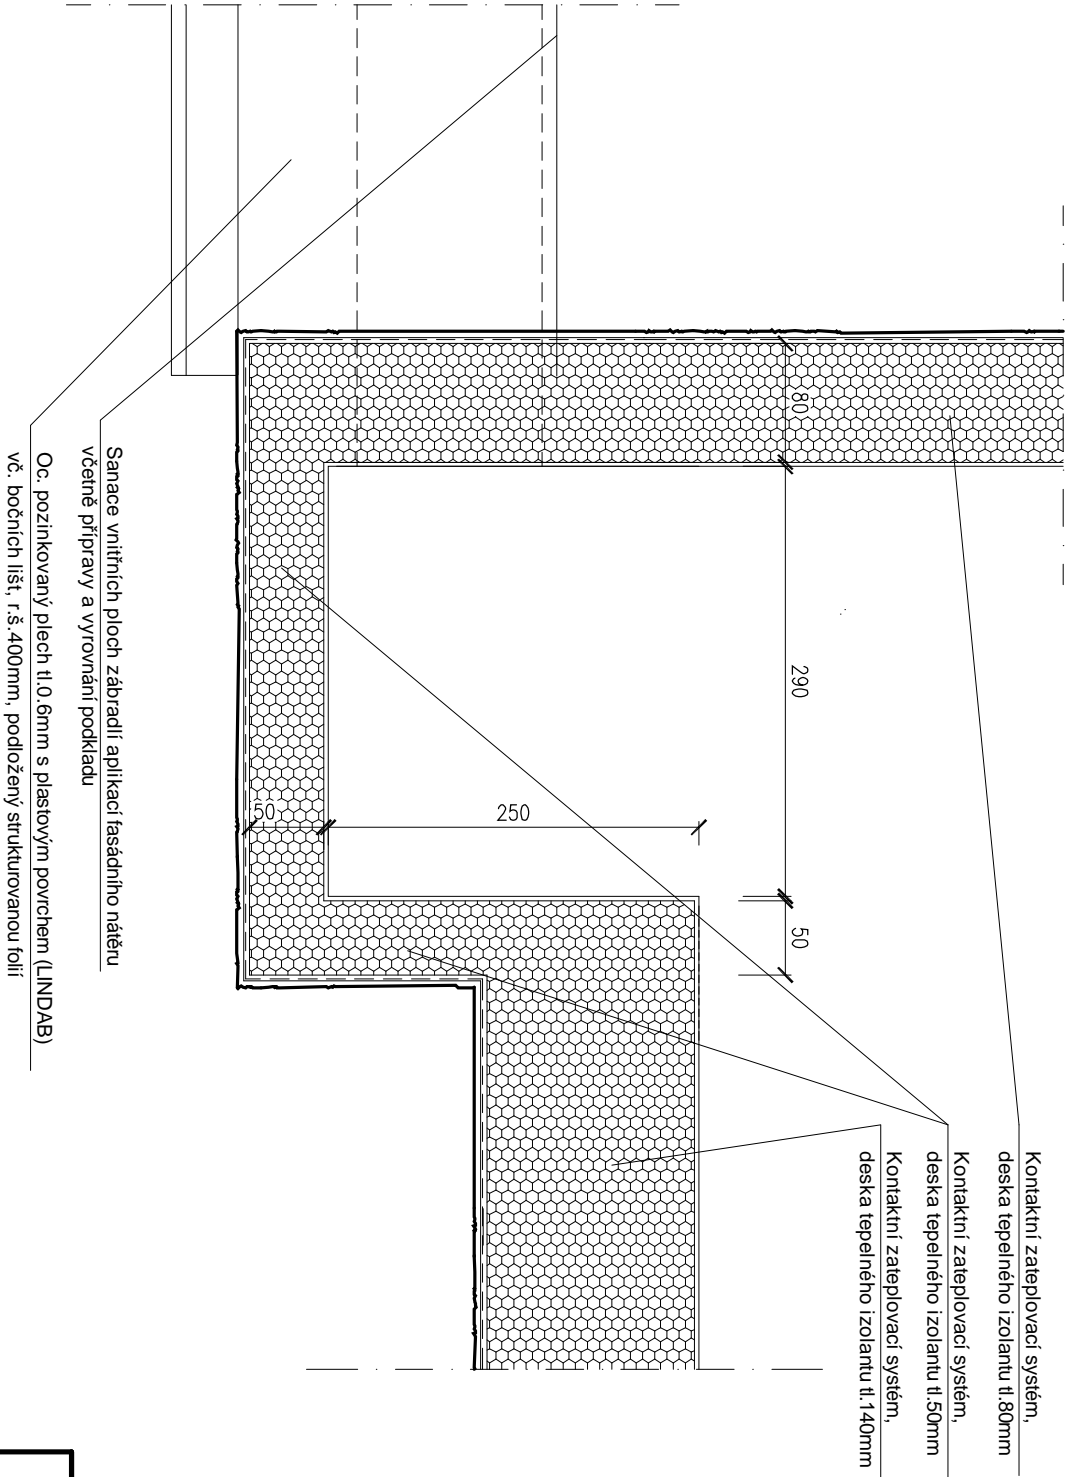 Kontaktní zateplovací systém,
deska tepelného izolantu tl.80mm
Kontaktní zateplovací systém,
deska tepelného izolantu tl.50mm
Kontaktní zateplovací systém,
deska tepelného izolantu tl.140mm
80
290
50
250
50
Sanace vnitřních ploch zábradlí aplikací fasádního nátěru
včetně přípravy a vyrovnání podkladu
Oc. pozinkovaný plech tl.0.6mm s plastovým povrchem (LINDAB)
vč. bočních lišt, r.š.400mm, podložený strukturovanou folií